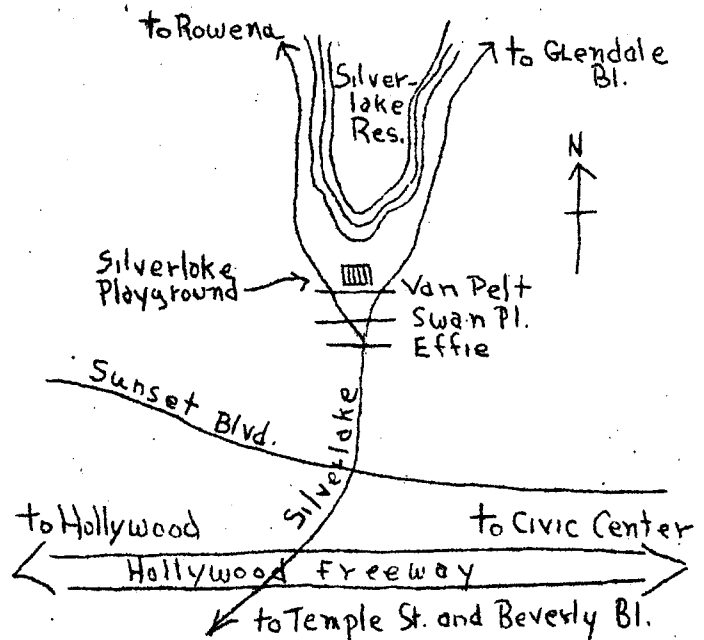 to Rowena
to Glendale
Bl.
Silver-
lake
Res.
N
Silverlake
Playground
Van Pelt
Swan Pl.
Effie
Sunset Blvd.
Silverlake
to Hollywood
to Civic Center
Hollywood Freeway
to Temple St. and Beverly Bl.